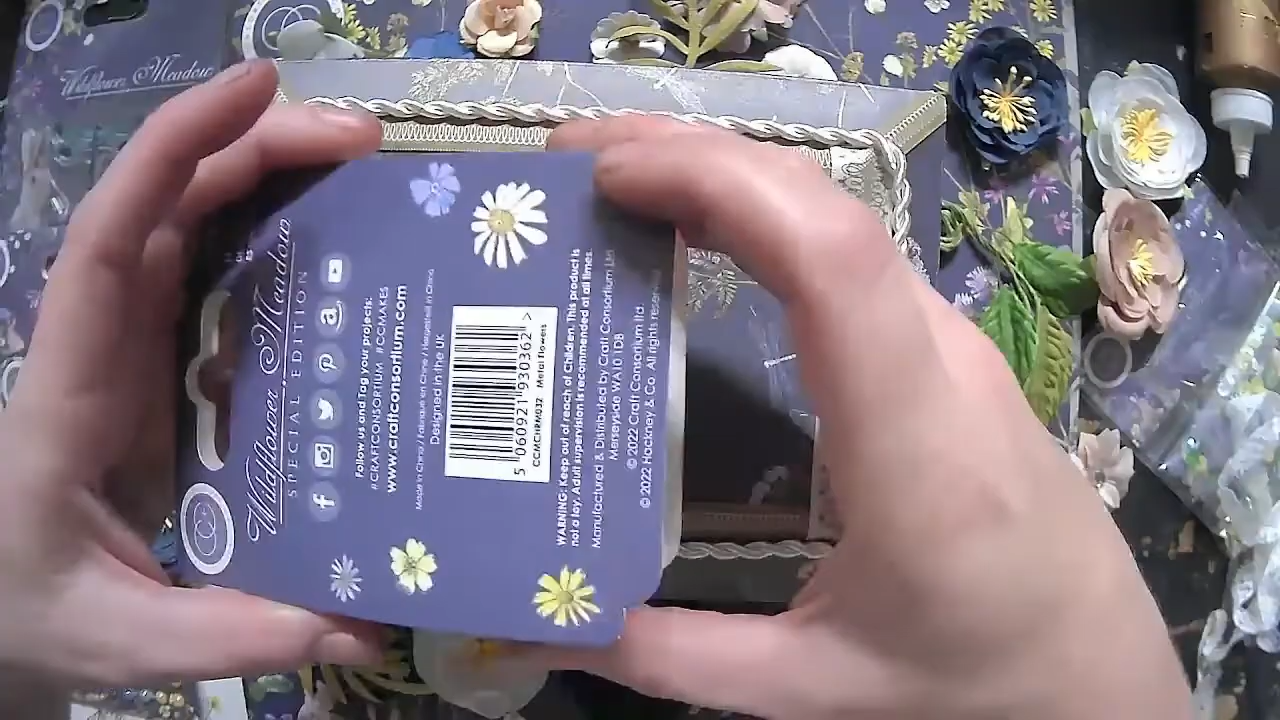 Wildflower Meadow
Wildflower Meadow
SPECIAL EDITION
Follow us and Tag your projects:
#CRAFTCONSORTIUM #CCMAKES
www.craftconsortium.com
Made in China / Fabriqué en Chine / Hergestellt in China
Designed in the UK
5 060921 930362 >
CCMCHRM032 Metal Flowers
WARNING: Keep out of reach of Children. This product is
not a toy. Adult supervision is recommended at all times.
Manufactured & Distributed by Craft Consortium Ltd
Merseyside WA10 1DB
© 2022 Craft Consortium ltd.
© 2022 Hackney & Co. All rights reserved